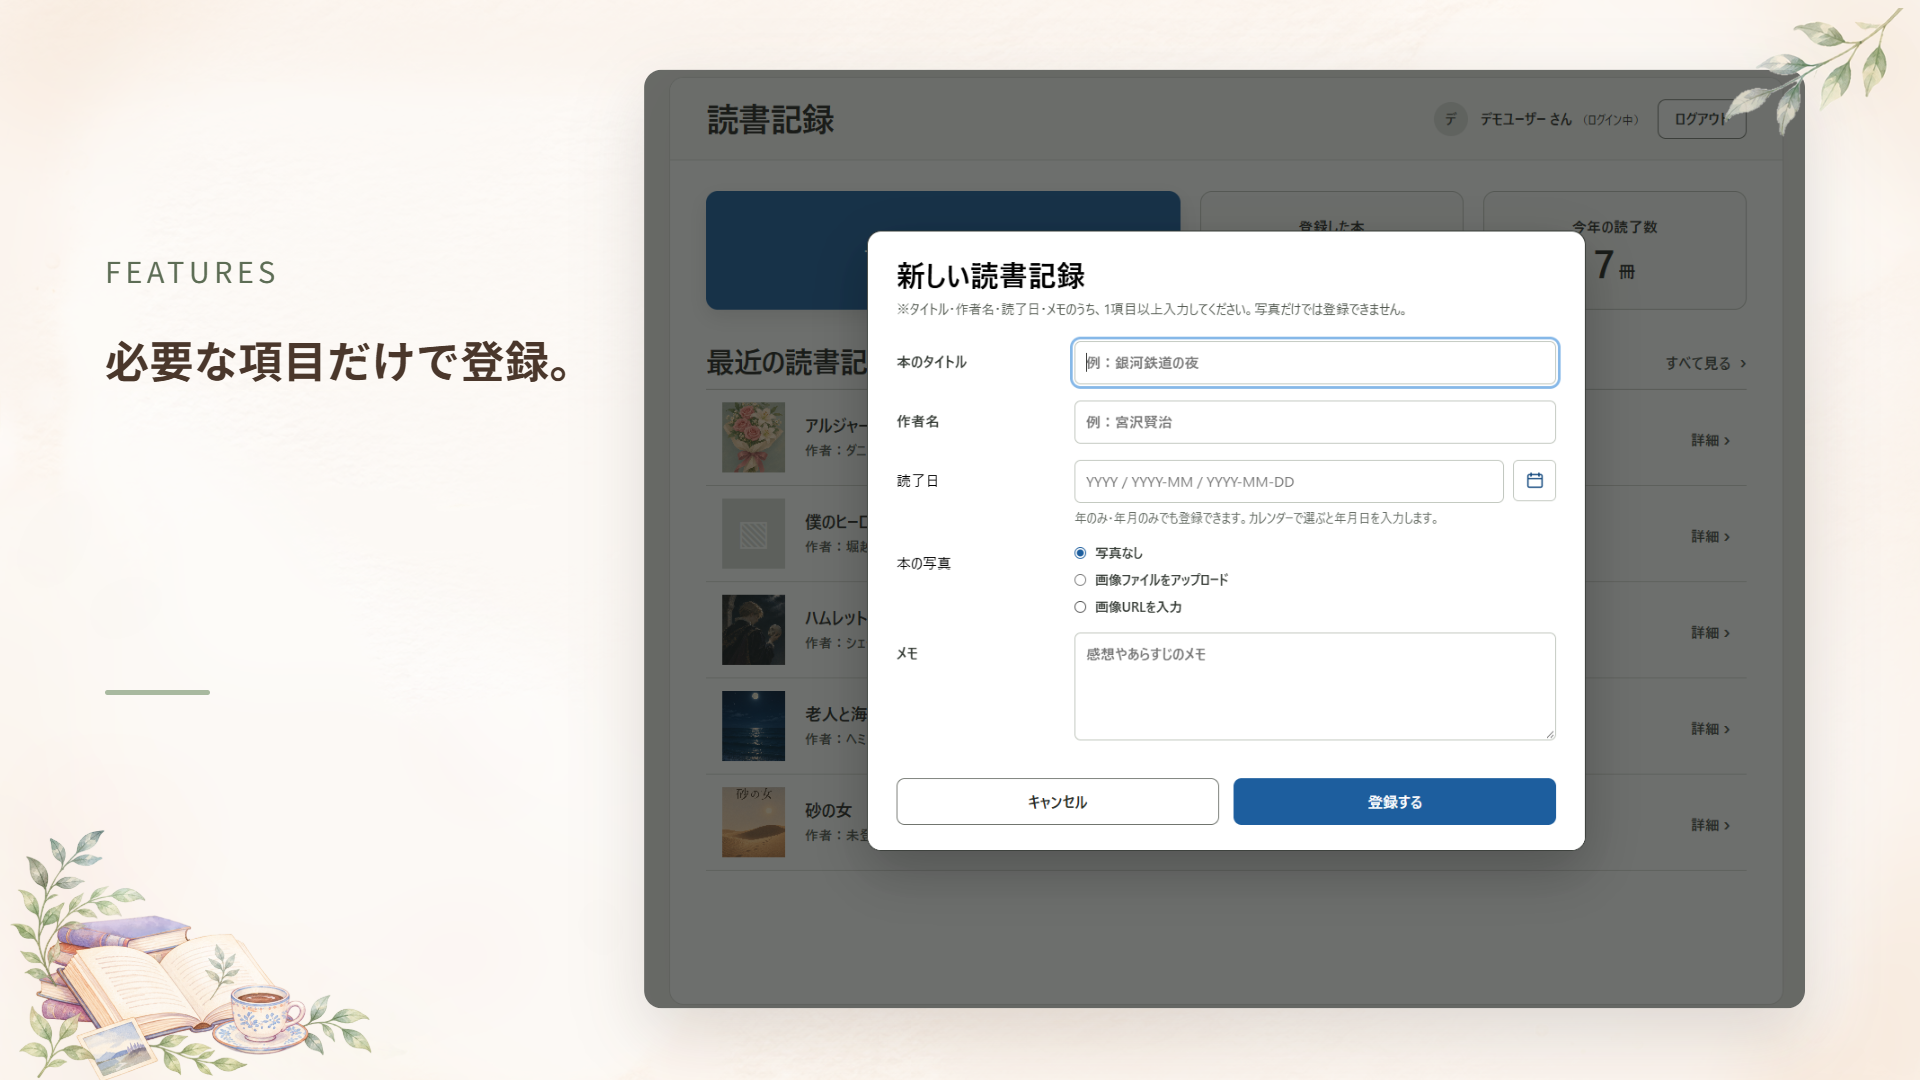 FEATURES
必要な項目だけで登録。
読書記録
デ
デモユーザー さん
（ログイン中）
ログアウト
登録した本
今年の読了数
7 冊
新しい読書記録
※タイトル・作者名・読了日・メモのうち、1項目以上入力してください。写真だけでは登録できません。
本のタイトル
例：銀河鉄道の夜
作者名
例：宮沢賢治
読了日
YYYY / YYYY-MM / YYYY-MM-DD
年のみ・年月のみでも登録できます。カレンダーで選ぶと年月日を入力します。
本の写真
写真なし
画像ファイルをアップロード
画像URLを入力
メモ
感想やあらすじのメモ
キャンセル
登録する
最近の読書記
すべて見る ›
アルジャー
作者：ダニ
詳細 ›
僕のヒーロ
作者：堀越
詳細 ›
ハムレット
作者：シェ
詳細 ›
老人と海
作者：ヘミ
詳細 ›
砂の女
砂の女
作者：未登
詳細 ›